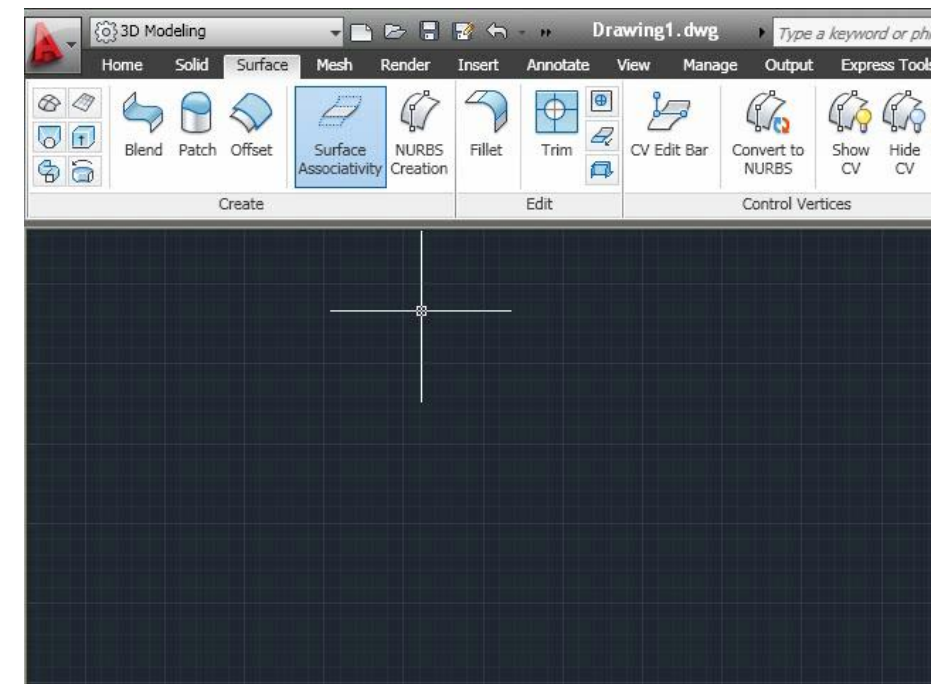 3D Modeling Drawing1.dwg Type a keyword or
Home Solid Surface Mesh Render Insert Annotate View Manage Output Express Tools
Blend Patch Offset Surface Associativity NURBS Creation Fillet Trim CV Edit Bar Convert to NURBS Show CV Hide CV
Create Edit Control Vertices